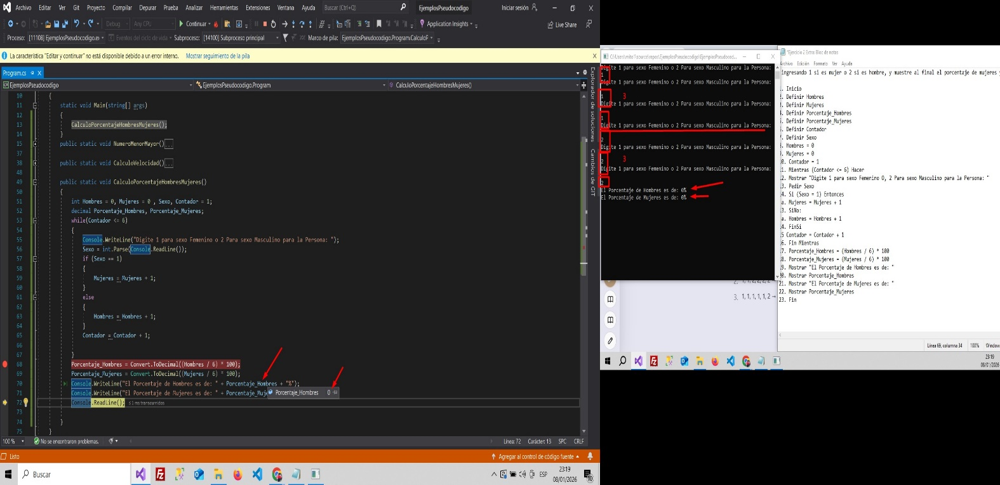 Archivo Editar Ver Git Proyecto Compilar Depurar Prueba Analizar Herramientas Extensiones Ventana Ayuda Buscar (Ctrl+Q) EjemplosPseudocodigo Iniciar sesión
Debug Any CPU Continuar Application Insights Live Share
Proceso: [11108] EjemplosPseudocodigo.e Eventos del ciclo de vida Subproceso: [14100] Subproceso principal Marco de pila: EjemplosPseudocodigo.Program.CalculoP
La característica "Editar y continuar" no está disponible debido a un error interno. Mostrar seguimiento de la pila
Program.cs
EjemplosPseudocodigo EjemplosPseudocodigo.Program CalculoPorcentajeHombresMujeres()
10 {
11 static void Main(string[] args)
12 {
13 CalculoPorcentajeHombresMujeres();
14 }
15 public static void NumeroMenorMayor()...
37
38 public static void CalculoVelocidad()...
48
49 public static void CalculoPorcentajeHombresMujeres()
50 {
51 int Hombres = 0, Mujeres = 0 , Sexo, Contador = 1;
52 decimal Porcentaje_Hombres, Porcentaje_Mujeres;
53 while(Contador <= 6)
54 {
55 Console.WriteLine("Digite 1 para sexo Femenino o 2 Para sexo Masculino para la Persona: ");
56 Sexo = int.Parse(Console.ReadLine());
57 if (Sexo == 1)
58 {
59 Mujeres = Mujeres + 1;
60 }
61 else
62 {
63 Hombres = Hombres + 1;
64 }
65 Contador = Contador + 1;
66
67 }
68 Porcentaje_Hombres = Convert.ToDecimal((Hombres / 6) * 100);
69 Porcentaje_Mujeres = Convert.ToDecimal((Mujeres / 6) * 100);
70 Console.WriteLine("El Porcentaje de Hombres es de: " + Porcentaje_Hombres + "%");
71 Console.WriteLine("El Porcentaje de Mujeres es de: " + Porcentaje_Muje
Porcentaje_Hombres 0
72 Console.ReadLine(); ≤ 1 ms transcurridos
73
74 }
75 }
Explorador de soluciones
Cambios de GIT
100 % No se encontraron problemas. Línea: 72 Carácter: 13 SPC CRLF
Listo Agregar al control de código fuente
Buscar ESP 23:19
08/01/2026
10
Digite 1 para sexo Femenino o 2 Para sexo Masculino para la Persona:
1
Digite 1 para sexo Femenino o 2 Para sexo Masculino para la Persona:
1 3
Digite 1 para sexo Femenino o 2 Para sexo Masculino para la Persona:
1
Digite 1 para sexo Femenino o 2 Para sexo Masculino para la Persona:
2
Digite 1 para sexo Femenino o 2 Para sexo Masculino para la Persona:
2 3
Digite 1 para sexo Femenino o 2 Para sexo Masculino para la Persona:
2
El Porcentaje de Hombres es de: 0%
El Porcentaje de Mujeres es de: 0%
3. 1, 1, 1, 1, 1, 2 →
*Ejercicio 2 Extra: Bloc de notas
Archivo Edición Formato Ver Ayuda
Ingresando 1 si es mujer o 2 si es hombre, y muestre al final el porcentaje de mujeres
1. Inicio
2. Definir Hombres
3. Definir Mujeres
4. Definir Porcentaje_Hombres
5. Definir Porcentaje_Mujeres
6. Definir Contador
7. Definir Sexo
8. Hombres = 0
9. Mujeres = 0
10. Contador = 1
11. Mientras (Contador <= 6) Hacer
12. Mostrar "Digite 1 para sexo Femenino O, 2 Para sexo Masculino para la Persona: "
13. Pedir Sexo
14. Si (Sexo = 1) Entonces
a. Mujeres = Mujeres + 1
13. SiNo:
a. Hombres = Hombres + 1
14. FinSi
15 Contador = Contador + 1
16. Fin Mientras
17. Porcentaje_Hombres = (Hombres / 6) * 100
18. Porcentaje_Mujeres = (Mujeres / 6) * 100
19. Mostrar "El Porcentaje de Hombres es de: "
20. Mostrar Porcentaje_Hombres
21. Mostrar "El Porcentaje de Mujeres es de: "
22. Mostrar Porcentaje_Mujeres
23. Fin
Línea 69, columna 34 100% Window
23:19
08/01/2026